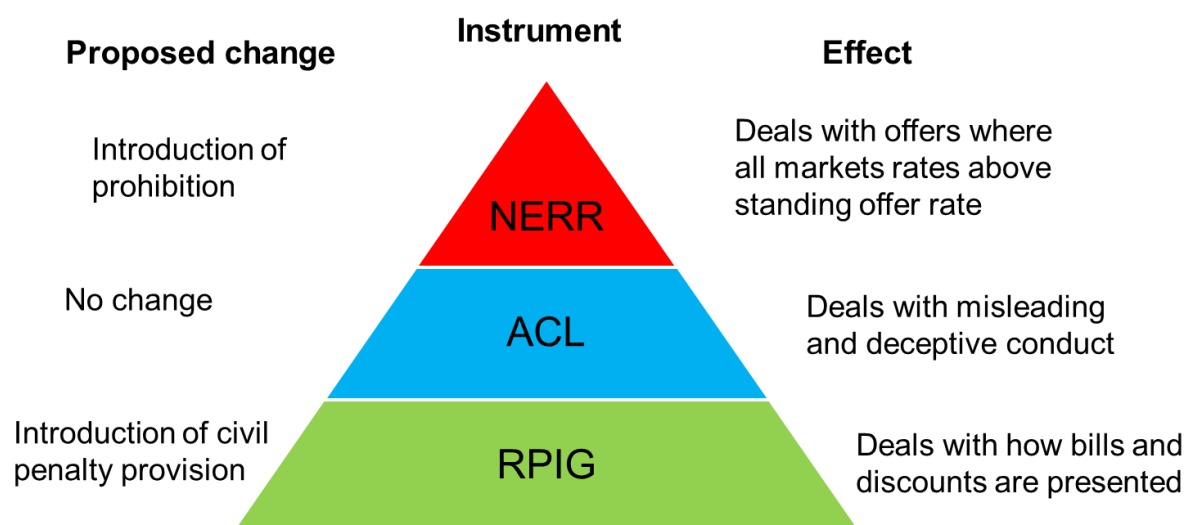 Proposed change
Instrument
Effect
Introduction of
prohibition
NERR
Deals with offers where
all markets rates above
standing offer rate
No change
ACL
Deals with misleading
and deceptive conduct
Introduction of civil
penalty provision
RPIG
Deals with how bills and
discounts are presented